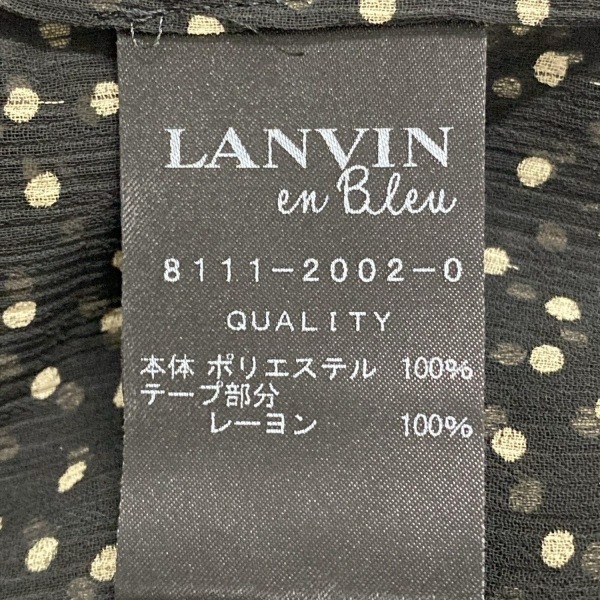 LANVIN
en Bleu
8111-2002-0
QUALITY
本体 ポリエステル 100%
テープ部分
レーヨン 100%